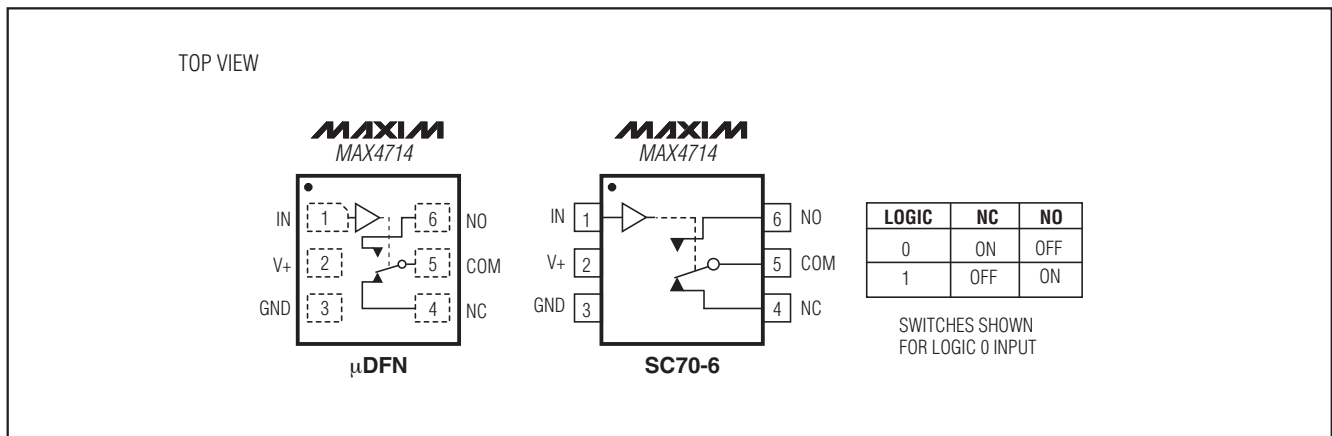 TOP VIEW
MAXIM
MAX4714
IN 1 6 NO
V+ 2 5 COM
GND 3 4 NC
µDFN
MAXIM
MAX4714
IN 1 6 NO
V+ 2 5 COM
GND 3 4 NC
SC70-6
LOGIC NC NO
0 ON OFF
1 OFF ON
SWITCHES SHOWN
FOR LOGIC 0 INPUT